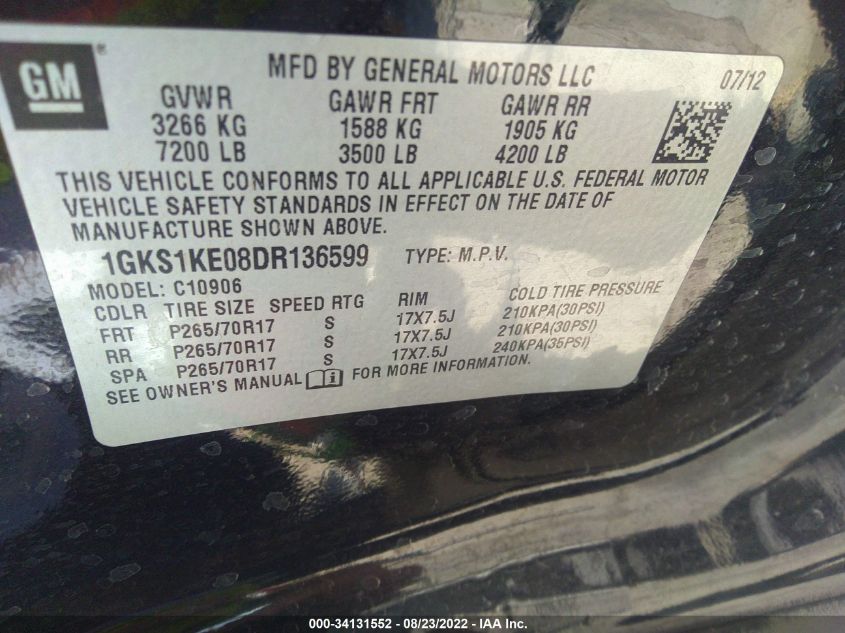 GM ®
MFD BY GENERAL MOTORS LLC 07/12
GVWR GAWR FRT GAWR RR
3266 KG 1588 KG 1905 KG
7200 LB 3500 LB 4200 LB
THIS VEHICLE CONFORMS TO ALL APPLICABLE U.S. FEDERAL MOTOR
VEHICLE SAFETY STANDARDS IN EFFECT ON THE DATE OF
MANUFACTURE SHOWN ABOVE.
1GKS1KE08DR136599 TYPE: M.P.V.
MODEL: C10906
CDLR TIRE SIZE SPEED RTG RIM COLD TIRE PRESSURE
FRT P265/70R17 S 17X7.5J 210KPA(30PSI)
RR P265/70R17 S 17X7.5J 210KPA(30PSI)
SPA P265/70R17 S 17X7.5J 240KPA(35PSI)
SEE OWNER'S MANUAL FOR MORE INFORMATION.
000-34131552 - 08/23/2022 - IAA Inc.